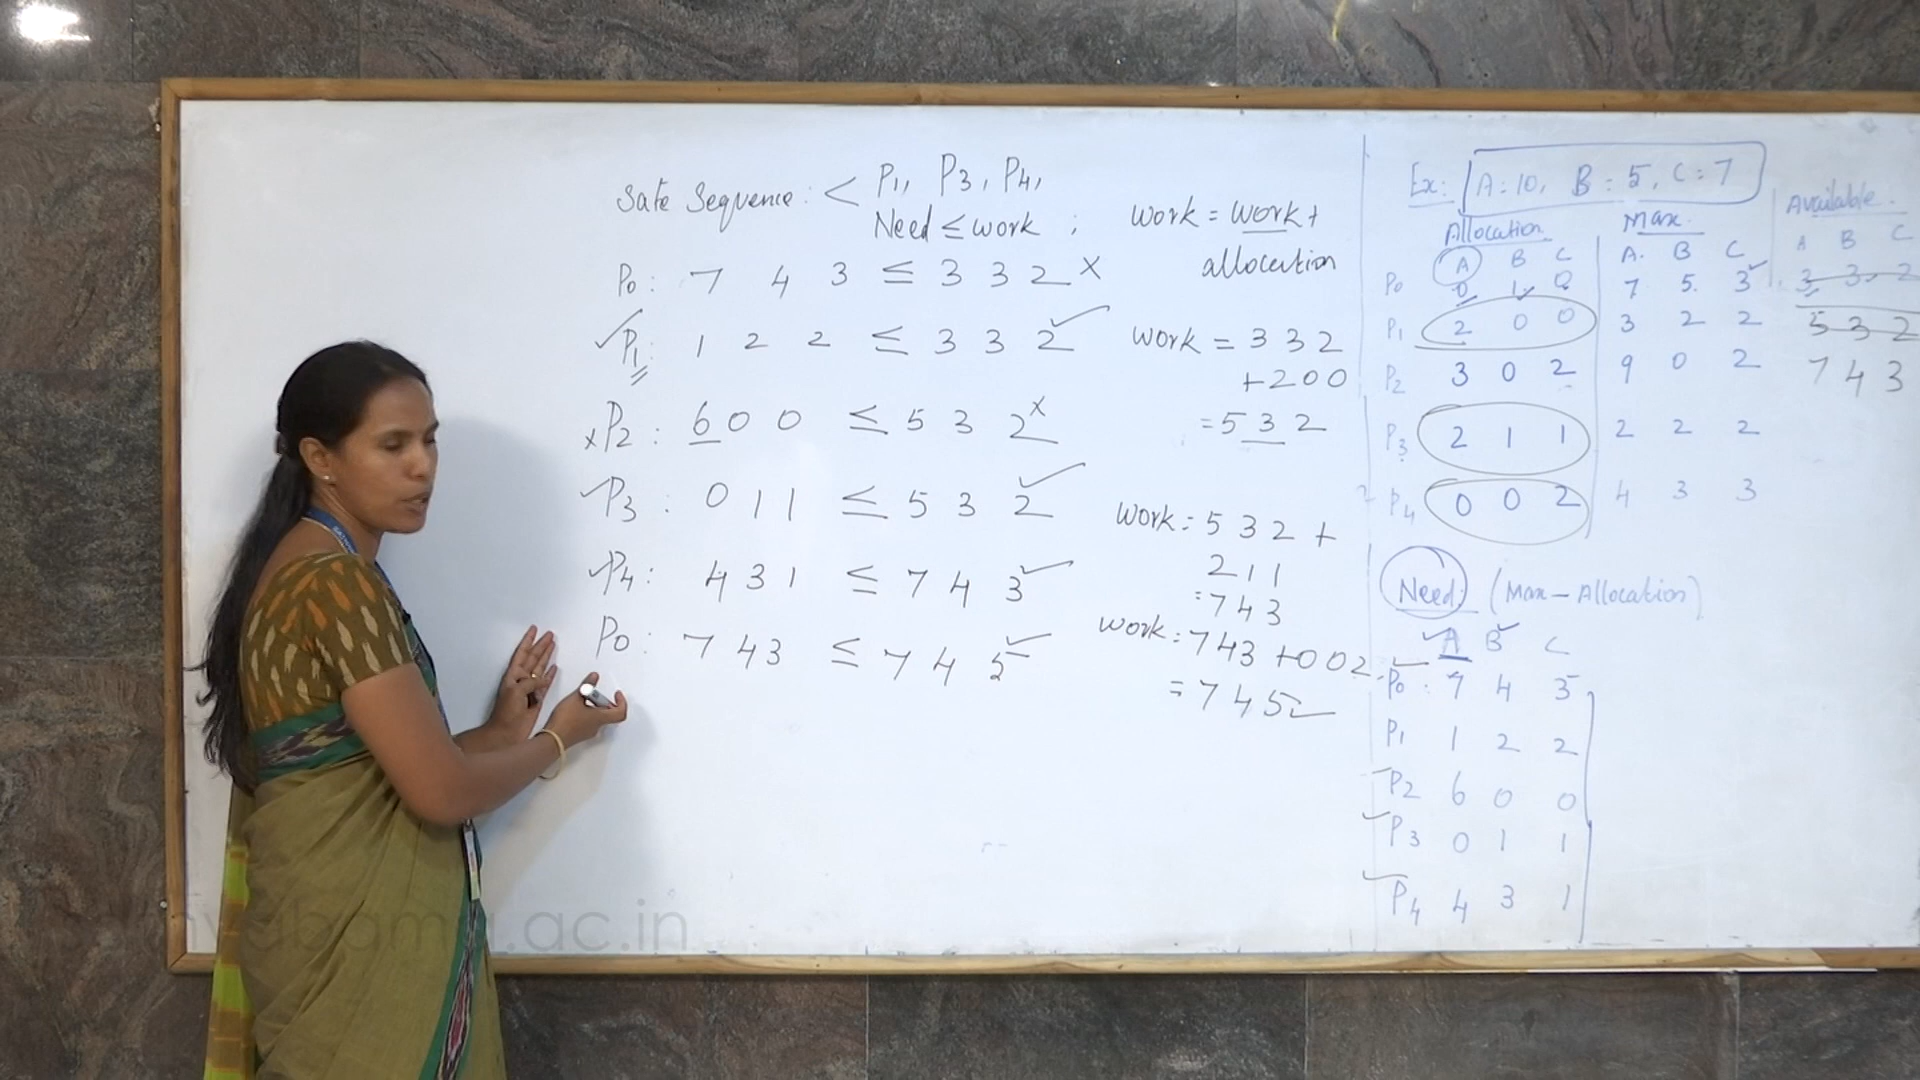 Safe Sequence: < P1, P3, P4,
Need ≤ work ; work = work +
allocation
P0: 7 4 3 ≤ 3 3 2 x
✓P1: 1 2 2 ≤ 3 3 2 ✓
work = 3 3 2
+ 2 0 0
= 5 3 2
xP2: 6 0 0 ≤ 5 3 2 x
✓P3: 0 1 1 ≤ 5 3 2 ✓
work: 5 3 2 +
2 1 1
= 7 4 3
✓P4: 4 3 1 ≤ 7 4 3 ✓
work: 7 4 3 + 0 0 2
= 7 4 5 ✓
P0: 7 4 3 ≤ 7 4 5 ✓
Ex: A:10, B:5, C:7
Allocation Max Available
A B C A B C A B C
P0 0 1 0 7 5 3 3 3 2
P1 2 0 0 3 2 2 5 3 2
P2 3 0 2 9 0 2 7 4 3
P3 2 1 1 2 2 2
P4 0 0 2 4 3 3
Need: (Max - Allocation)
A B C
P0: 7 4 3
P1 1 2 2
P2 6 0 0
P3 0 1 1
P4 4 3 1
.ac.in